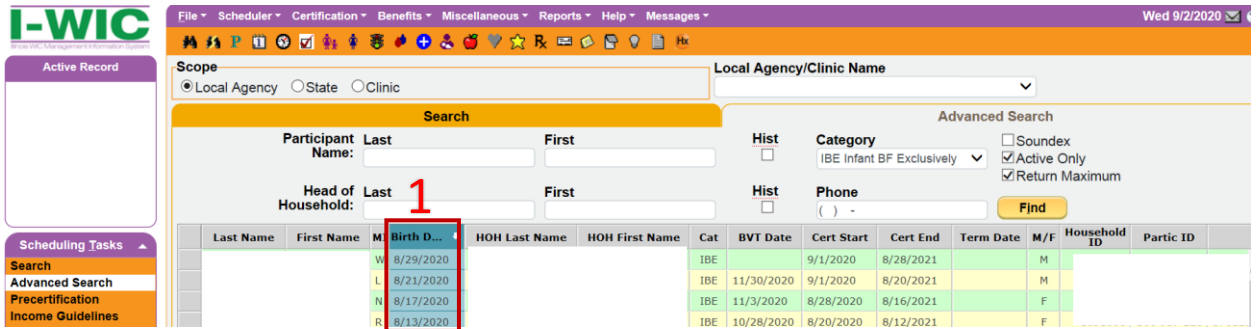 I-WIC
Illinois WIC Management Information System
File Scheduler Certification Benefits Miscellaneous Reports Help Messages
Wed 9/2/2020
Active Record
Scope
Local Agency State Clinic
Local Agency/Clinic Name
Search
Advanced Search
Participant Name:
Last First Hist
Category
IBE Infant BF Exclusively
Soundex
Active Only
Return Maximum
Head of Household:
Last First Hist
Phone
( ) -
Find
1
Scheduling Tasks
Search
Advanced Search
Precertification
Income Guidelines
Last Name First Name MI Birth D... HOH Last Name HOH First Name Cat BVT Date Cert Start Cert End Term Date M/F Household ID Partic ID
W 8/29/2020 IBE 9/1/2020 8/28/2021 M
L 8/21/2020 IBE 11/30/2020 9/1/2020 8/20/2021 M
N 8/17/2020 IBE 11/3/2020 8/28/2020 8/16/2021 F
R 8/13/2020 IBE 10/28/2020 8/20/2020 8/12/2021 F